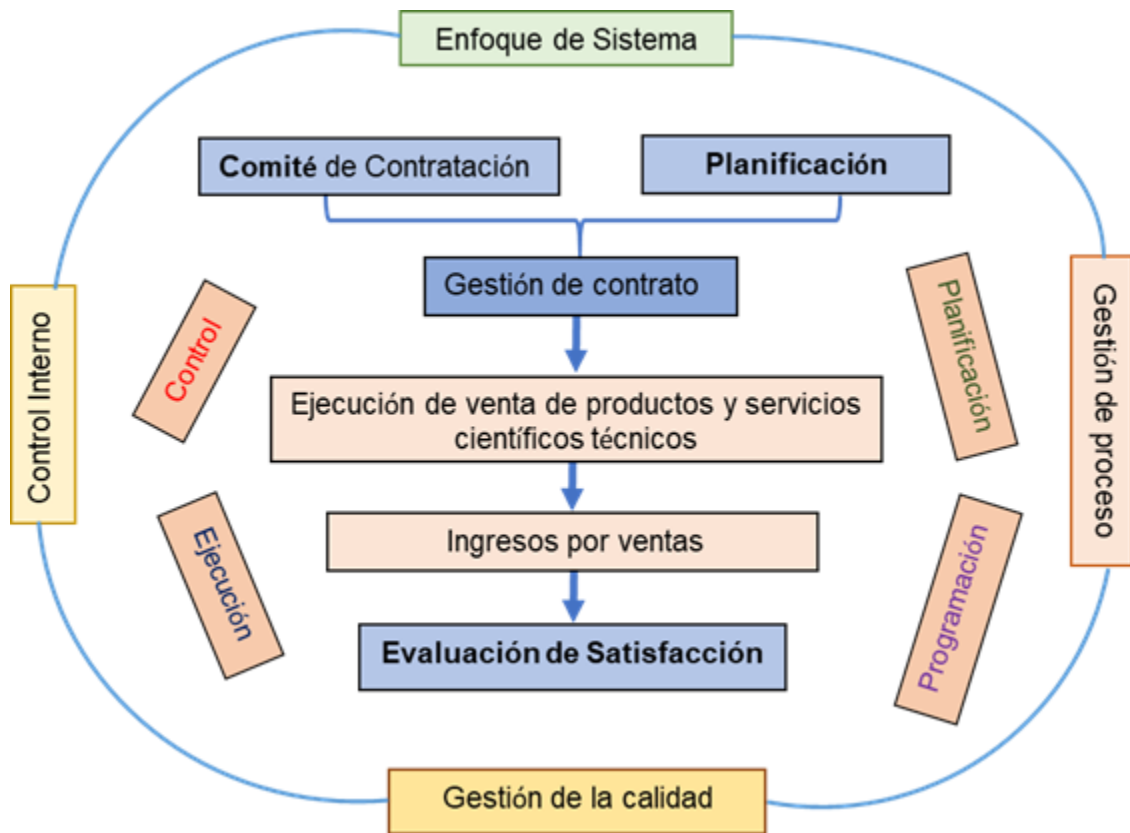 Enfoque de Sistema
Comité de Contratación
Planificación
Gestión de contrato
Control
Planificación
Control Interno
Gestión de proceso
Ejecución de venta de productos y servicios
científicos técnicos
Ejecución
Ingresos por ventas
Programación
Evaluación de Satisfacción
Gestión de la calidad